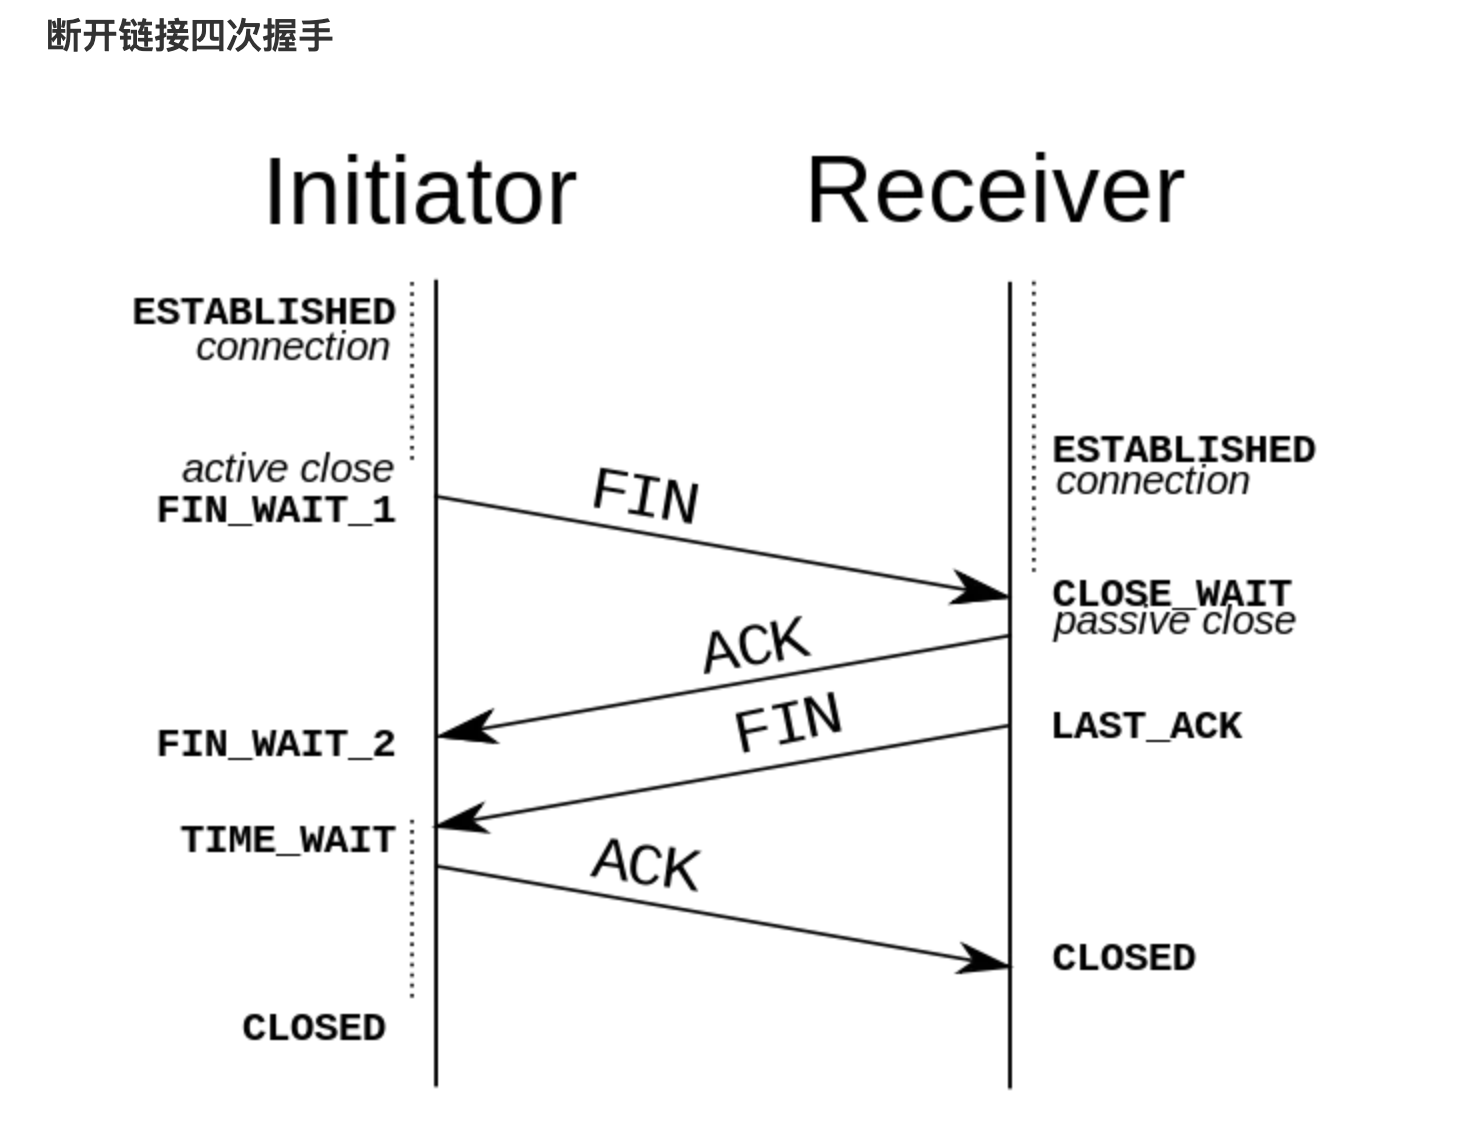 断开链接四次握手
Initiator
Receiver
ESTABLISHED
connection
active close
FIN_WAIT_1
FIN
ESTABLISHED
connection
CLOSE_WAIT
passive close
ACK
FIN
FIN_WAIT_2
LAST_ACK
TIME_WAIT
ACK
CLOSED
CLOSED